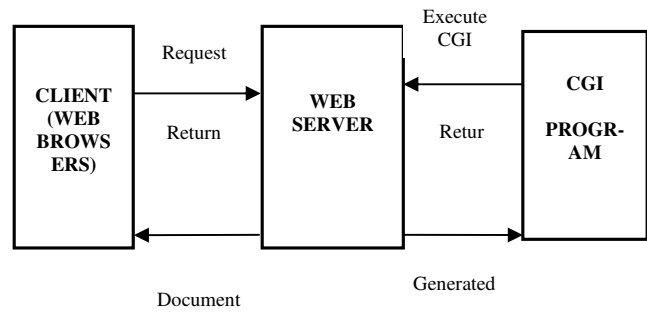 Execute
CGI
Request
CLIENT
(WEB
BROWS
ERS)
WEB
SERVER
CGI
PROGR-
AM
Return
Retur
Document
Generated